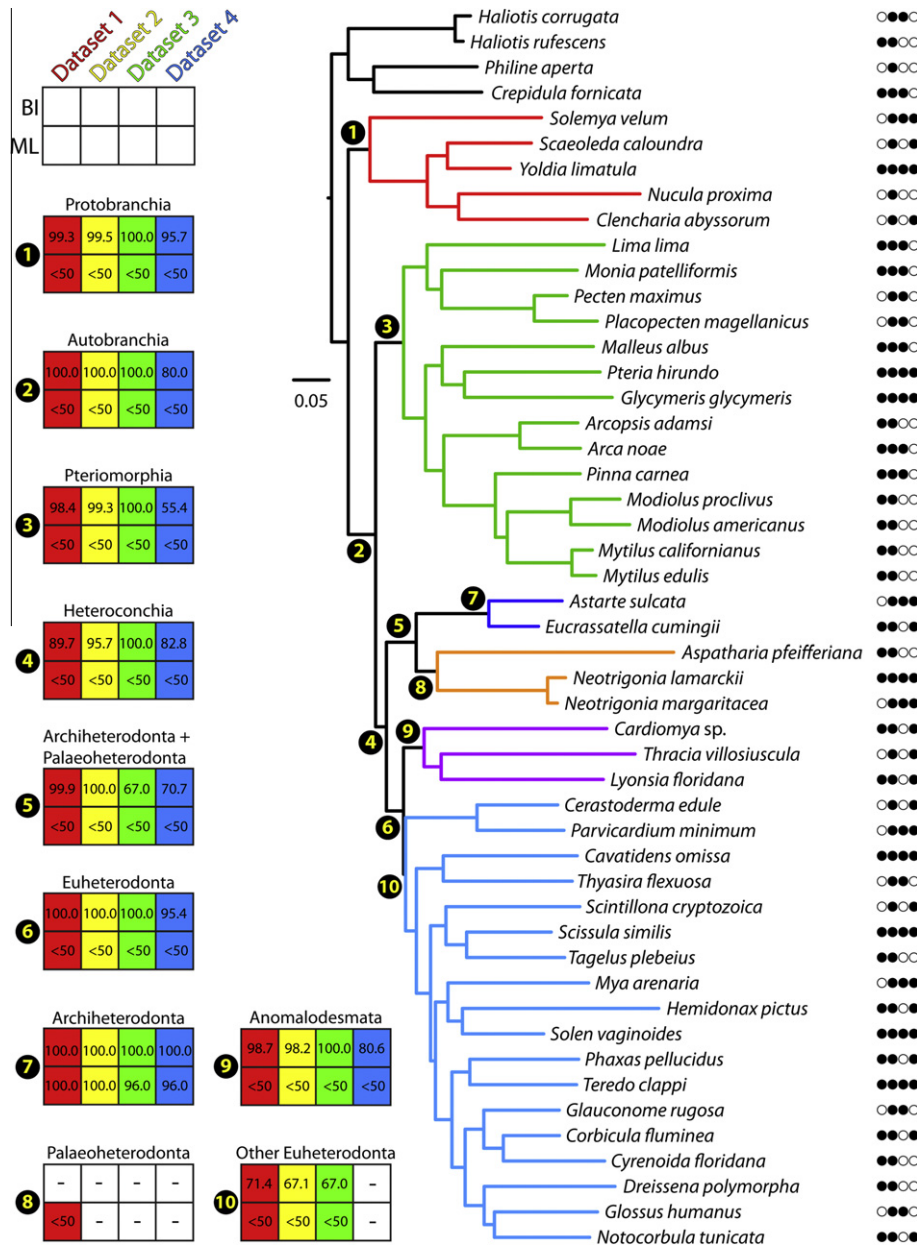 Dataset 1
Dataset 2
Dataset 3
Dataset 4
BI
ML
1
Protobranchia
99.3 99.5 100.0 95.7
<50 <50 <50 <50
2
Autobranchia
100.0 100.0 100.0 80.0
<50 <50 <50 <50
3
Pteriomorphia
98.4 99.3 100.0 55.4
<50 <50 <50 <50
4
Heteroconchia
89.7 95.7 100.0 82.8
<50 <50 <50 <50
5
Archiheterodonta +
Palaeoheterodonta
99.9 100.0 67.0 70.7
<50 <50 <50 <50
6
Euheterodonta
100.0 100.0 100.0 95.4
<50 <50 <50 <50
7
Archiheterodonta
100.0 100.0 100.0 100.0
100.0 100.0 96.0 96.0
8
Palaeoheterodonta
– – – –
<50 – – –
9
Anomalodesmata
98.7 98.2 100.0 80.6
<50 <50 <50 <50
10
Other Euheterodonta
71.4 67.1 67.0 –
<50 <50 <50 –
0.05
1
2
3
4
5
6
7
8
9
10
Haliotis corrugata
Haliotis rufescens
Philine aperta
Crepidula fornicata
Solemya velum
Scaeoleda caloundra
Yoldia limatula
Nucula proxima
Clencharia abyssorum
Lima lima
Monia patelliformis
Pecten maximus
Placopecten magellanicus
Malleus albus
Pteria hirundo
Glycymeris glycymeris
Arcopsis adamsi
Arca noae
Pinna carnea
Modiolus proclivus
Modiolus americanus
Mytilus californianus
Mytilus edulis
Astarte sulcata
Eucrassatella cumingii
Aspatharia pfeifferiana
Neotrigonia lamarckii
Neotrigonia margaritacea
Cardiomya sp.
Thracia villosiuscula
Lyonsia floridana
Cerastoderma edule
Parvicardium minimum
Cavatidens omissa
Thyasira flexuosa
Scintillona cryptozoica
Scissula similis
Tagelus plebeius
Mya arenaria
Hemidonax pictus
Solen vaginoides
Phaxas pellucidus
Teredo clappi
Glauconome rugosa
Corbicula fluminea
Cyrenoida floridana
Dreissena polymorpha
Glossus humanus
Notocorbula tunicata